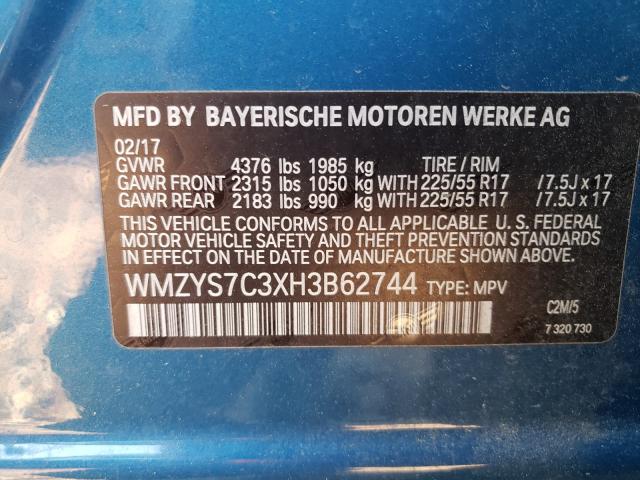 MFD BY BAYERISCHE MOTOREN WERKE AG
02/17
GVWR 4376 lbs 1985 kg TIRE / RIM
GAWR FRONT 2315 lbs 1050 kg WITH 225/55 R17 /7.5J x 17
GAWR REAR 2183 lbs 990 kg WITH 225/55 R17 /7.5J x 17
THIS VEHICLE CONFORMS TO ALL APPLICABLE U. S. FEDERAL
MOTOR VEHICLE SAFETY AND THEFT PREVENTION STANDARDS
IN EFFECT ON THE DATE OF MANUFACTURE SHOWN ABOVE.
WMZYS7C3XH3B62744 TYPE: MPV
C2M/5
7 320 730